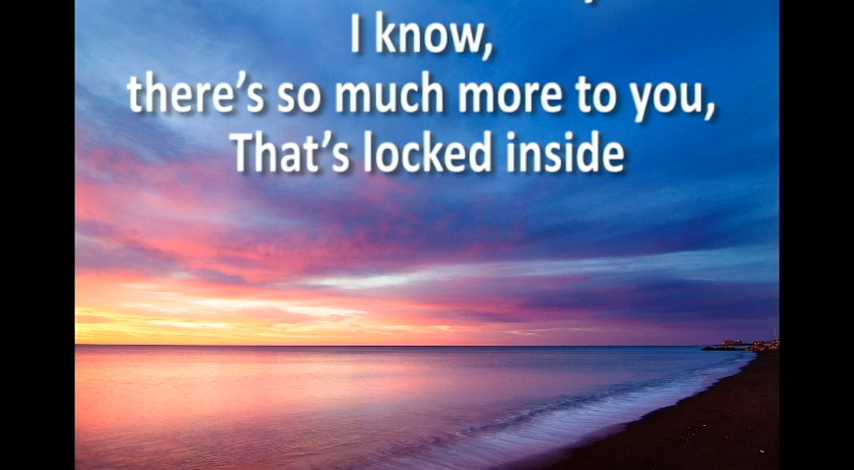 I know,
there’s so much more to you,
That’s locked inside